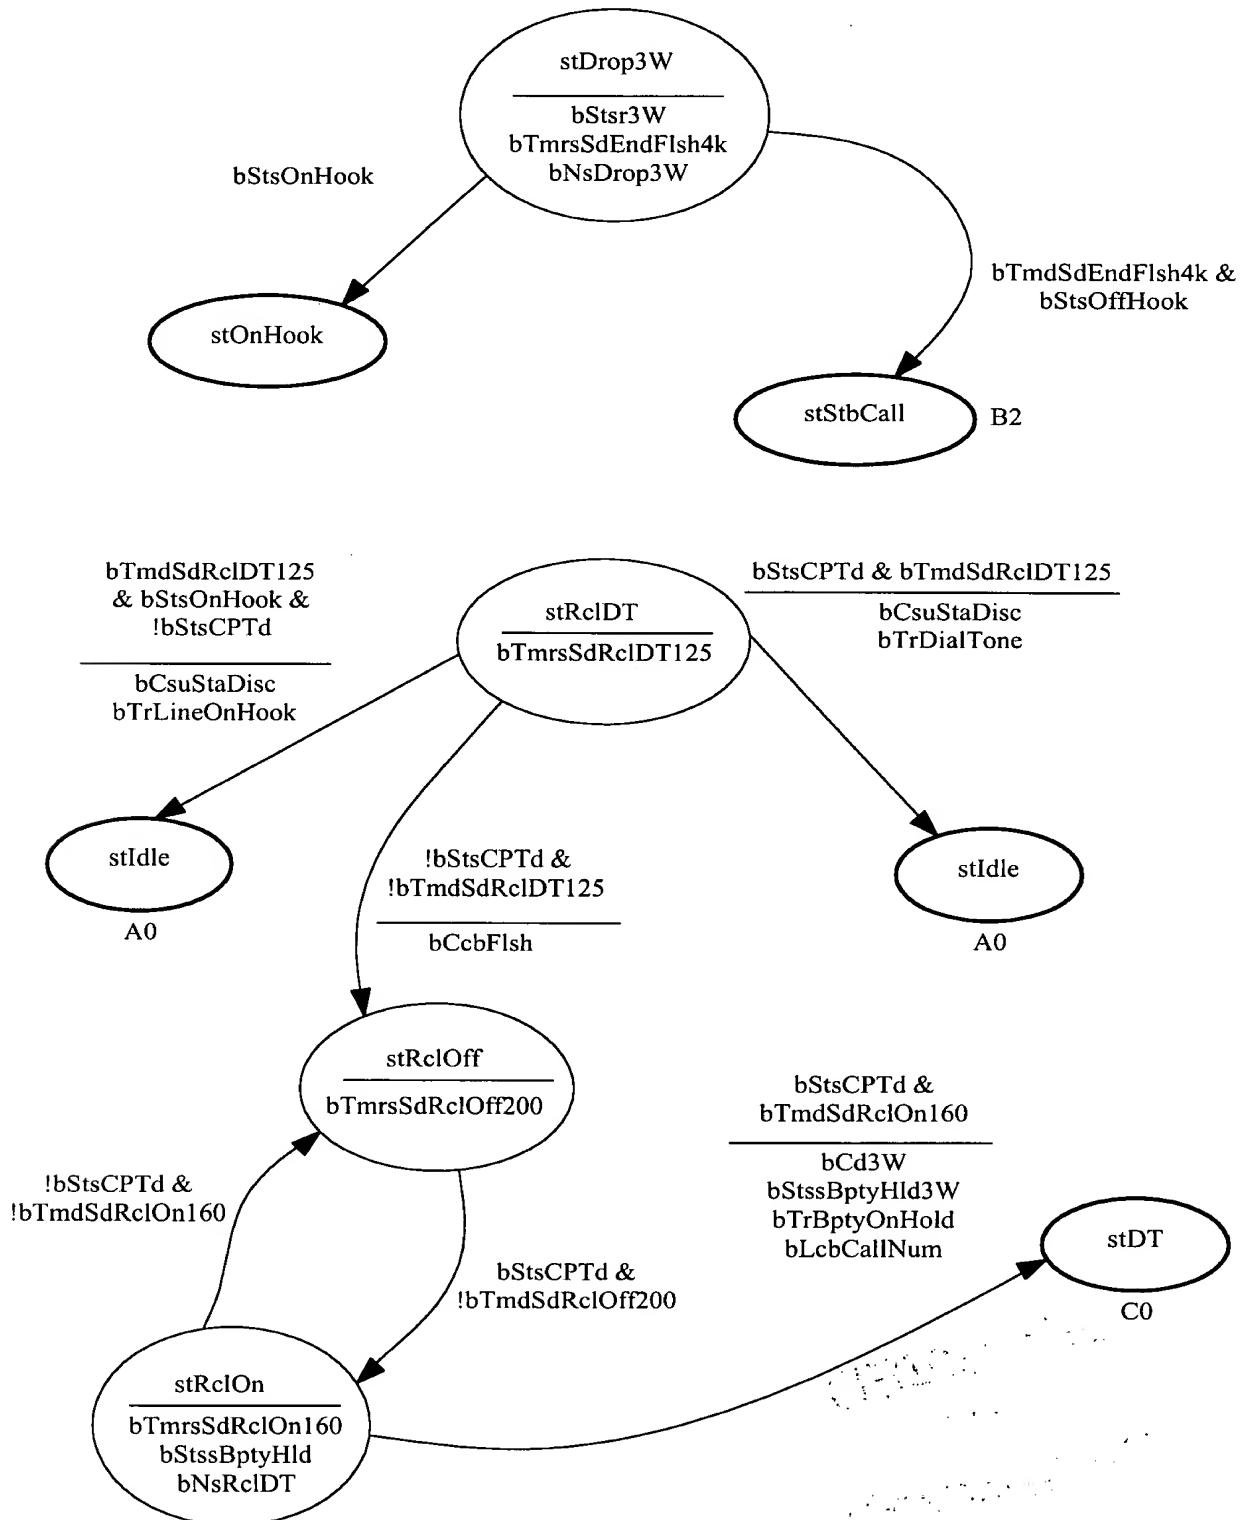 stDrop3W
bStsr3W
bTmrsSdEndFlsh4k
bNsDrop3W
bStsOnHook
bTmdSdEndFlsh4k &
bStsOffHook
stOnHook
stStbCall
B2
bTmdSdRclDT125
& bStsOnHook &
!bStsCPTd
bCsuStaDisc
bTrLineOnHook
stRclDT
bTmrsSdRclDT125
bStsCPTd & bTmdSdRclDT125
bCsuStaDisc
bTrDialTone
stIdle
A0
!bStsCPTd &
!bTmdSdRclDT125
bCcbFlsh
stIdle
A0
stRclOff
bTmrsSdRclOff200
bStsCPTd &
bTmdSdRclOn160
bCd3W
bStssBptyHld3W
bTrBptyOnHold
bLcbCallNum
!bStsCPTd &
!bTmdSdRclOn160
stDT
C0
bStsCPTd &
!bTmdSdRclOff200
stRclOn
bTmrsSdRclOn160
bStssBptyHld
bNsRclDT